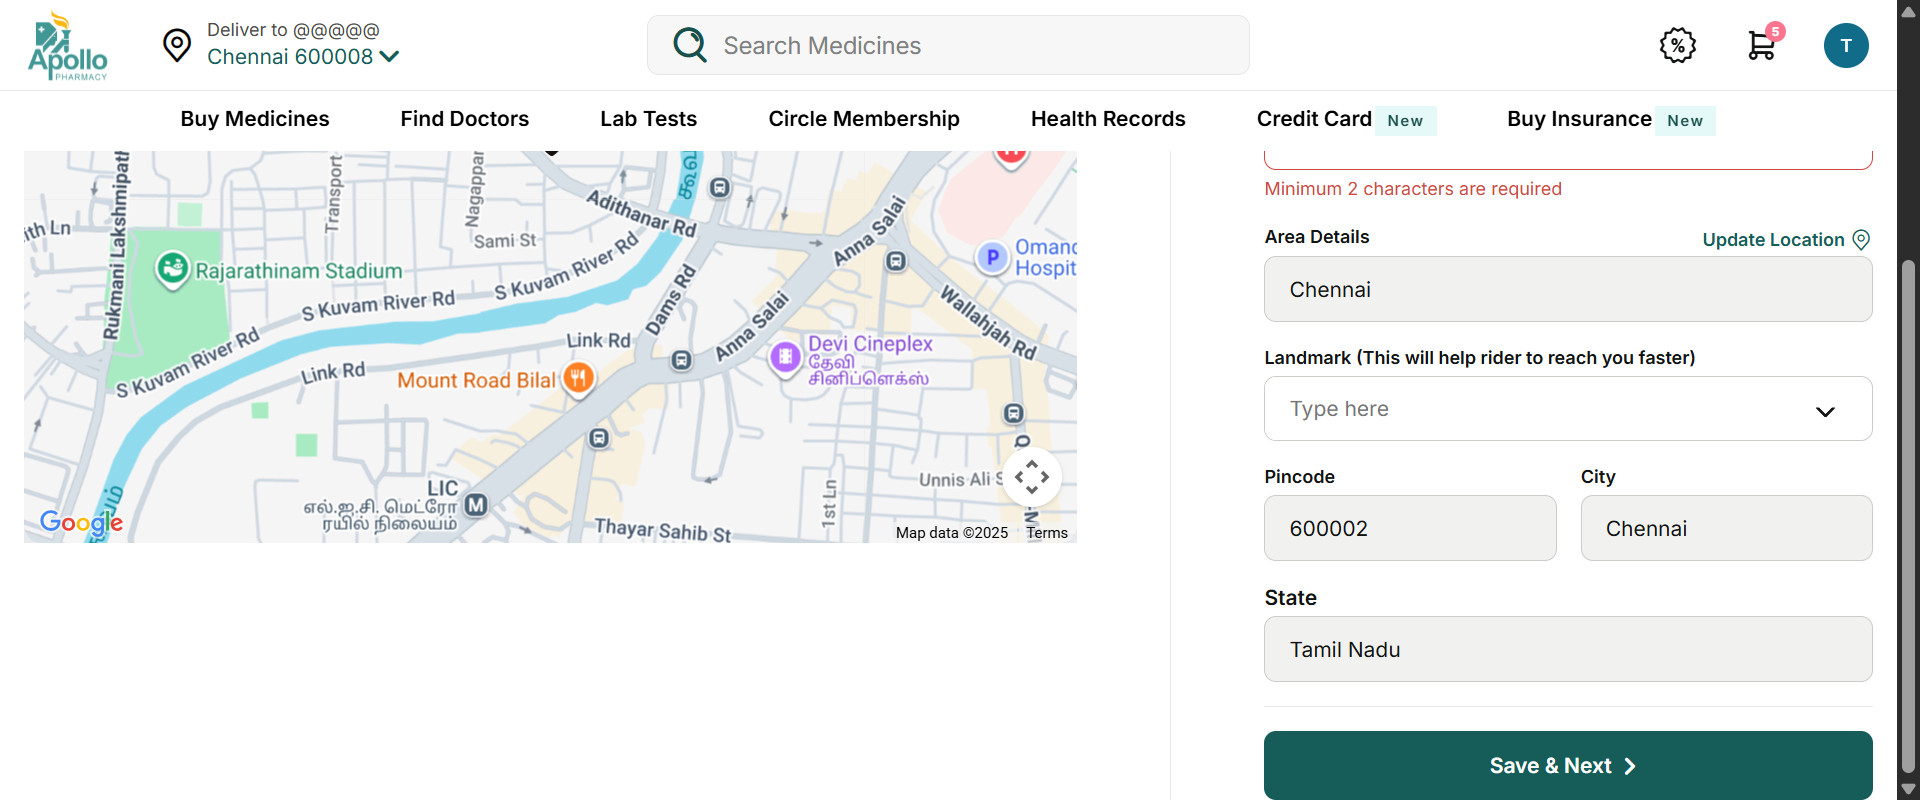 Apollo
PHARMACY
Deliver to @@@@@
Chennai 600008
Search Medicines
%
5
T
Buy Medicines
Find Doctors
Lab Tests
Circle Membership
Health Records
Credit Card New
Buy Insurance New
ith Ln
Rukmani Lakshmipath
Transport
Nagappar
Sami St
Adithanar Rd
கூவ
Anna Salai
P
Omand
Hospit
Rajarathinam Stadium
S Kuvam River Rd
S Kuvam River Rd
Dams Rd
Wallahjah Rd
S Kuvam River Rd
Link Rd
Link Rd
Anna Salai
Devi Cineplex
தேவி
சினிப்ளெக்ஸ்
Mount Road Bilal
LIC
எல்.ஐ.சி. மெட்ரோ
ரயில் நிலையம்
M
Unnis Ali S
1st Ln
Thayar Sahib St
Google
Map data ©2025
Terms
Minimum 2 characters are required
Area Details
Update Location
Chennai
Landmark (This will help rider to reach you faster)
Type here
Pincode
City
600002
Chennai
State
Tamil Nadu
Save & Next